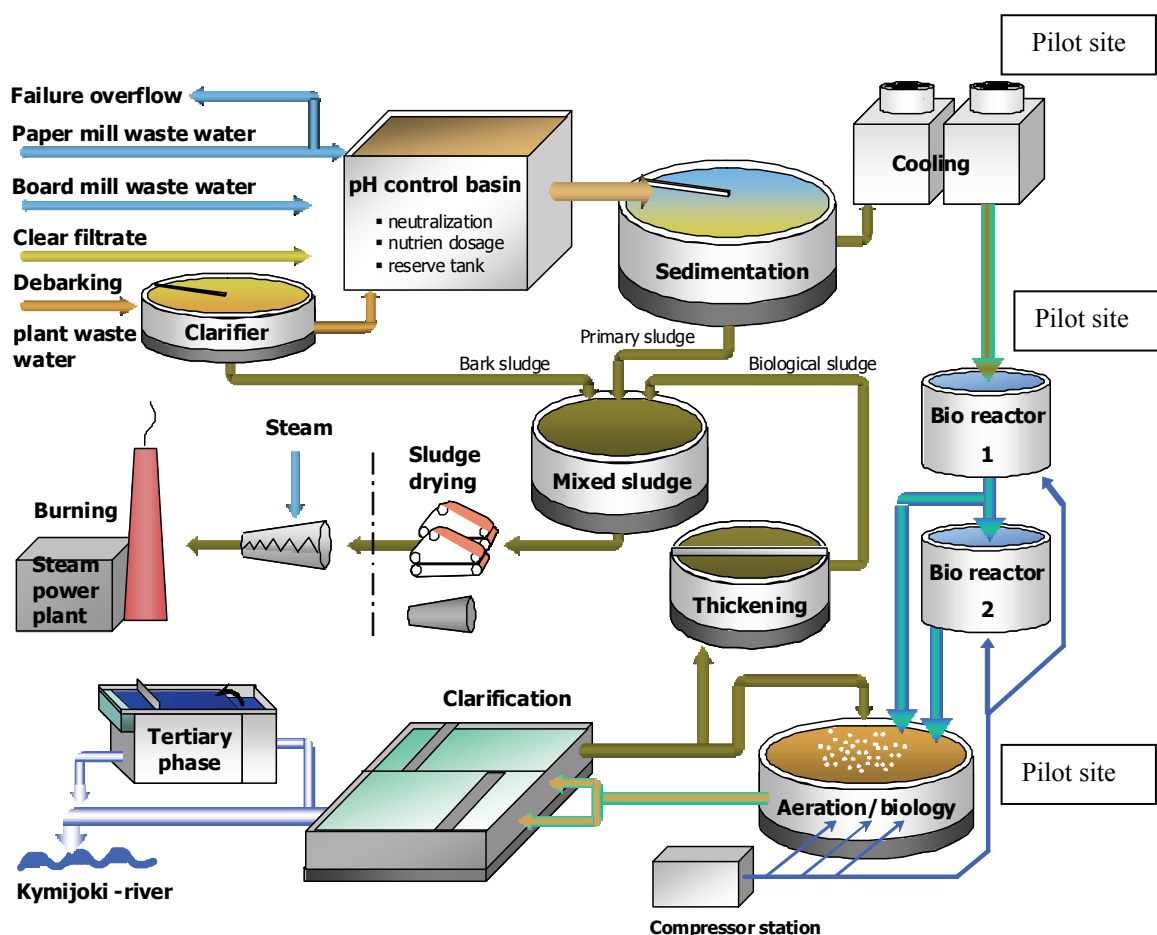 Pilot site
Failure overflow
Paper mill waste water
Board mill waste water
Clear filtrate
Debarking
plant waste
water
Clarifier
pH control basin
▪ neutralization
▪ nutrien dosage
▪ reserve tank
Sedimentation
Cooling
Pilot site
Primary sludge
Bark sludge
Biological sludge
Bio reactor
1
Steam
Sludge
drying
Mixed sludge
Burning
Steam
power
plant
Thickening
Bio reactor
2
Clarification
Tertiary
phase
Pilot site
Aeration/biology
Kymijoki -river
Compressor station